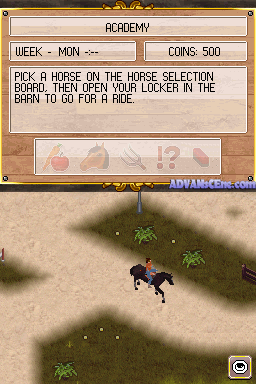 ACADEMY
WEEK - MON -:--
COINS: 500
PICK A HORSE ON THE HORSE SELECTION
BOARD. THEN OPEN YOUR LOCKER IN THE
BARN TO GO FOR A RIDE.
!?
ADVANsCEne.com